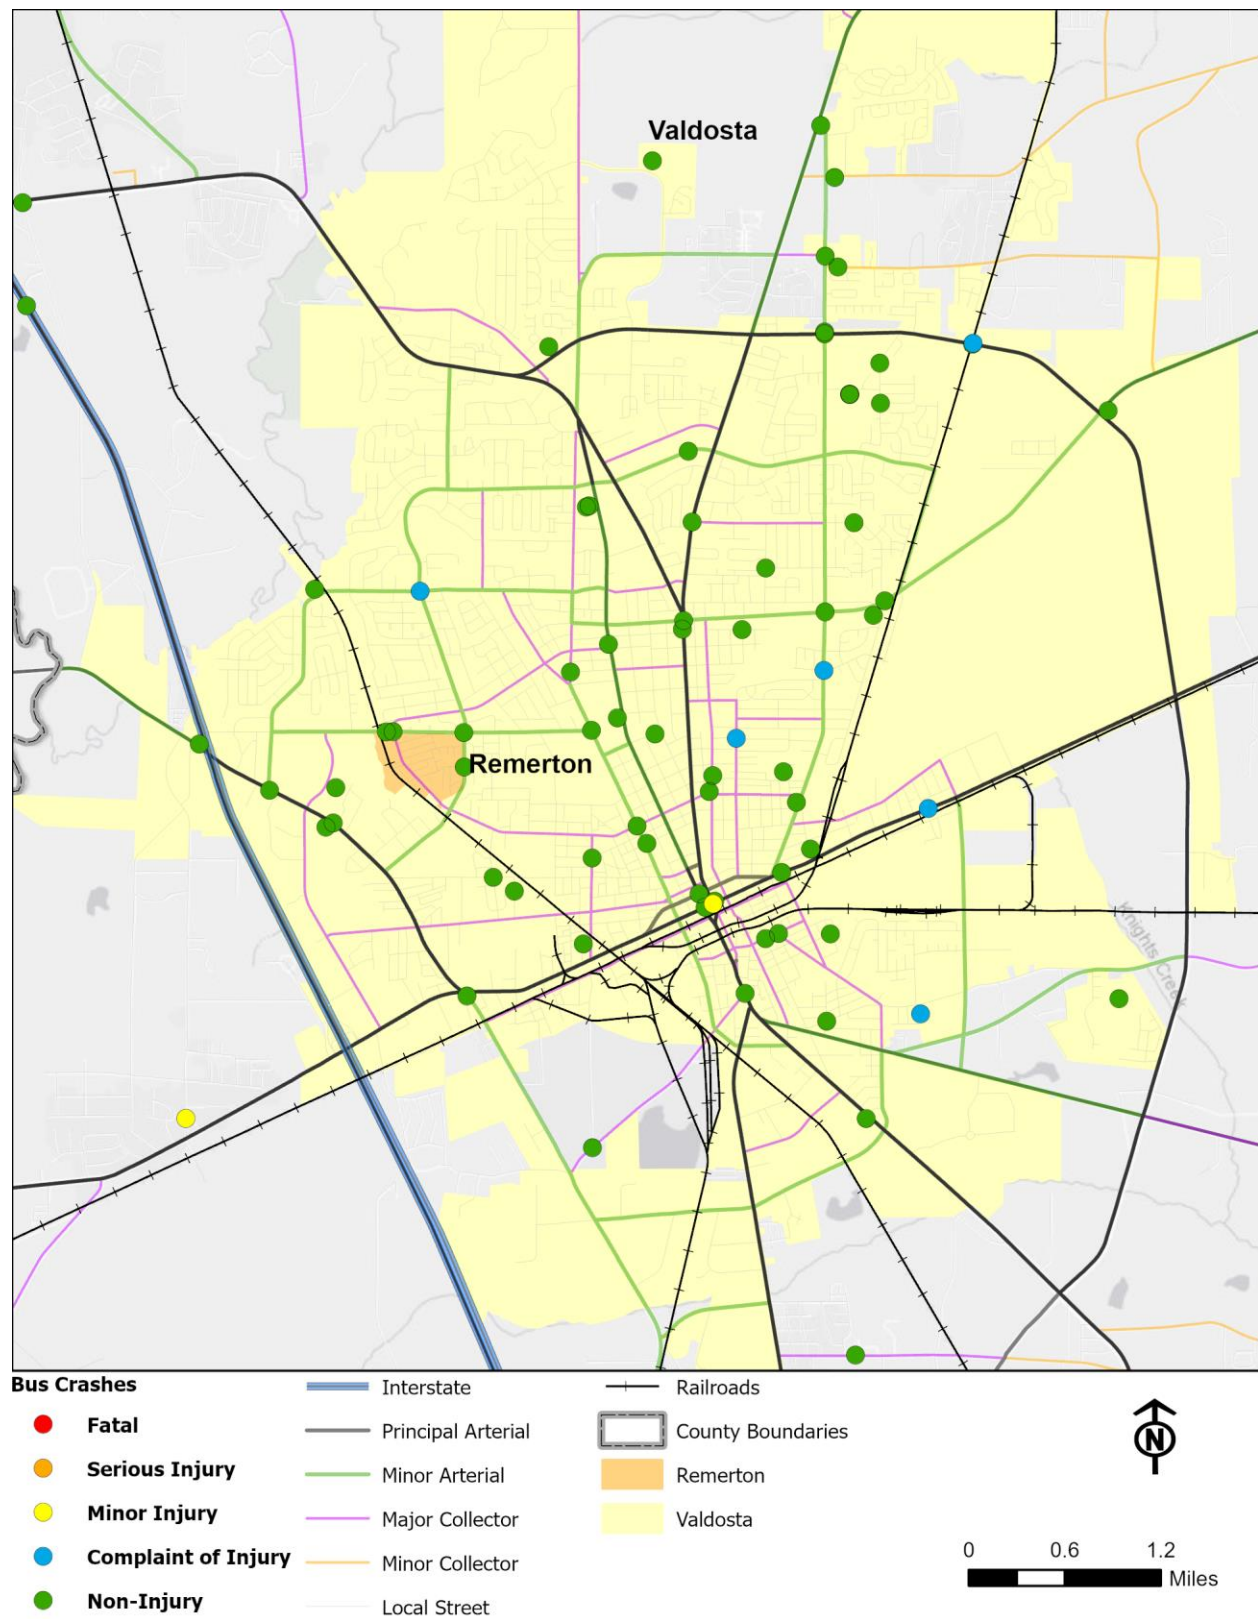 Valdosta
Remerton
Knights Creek
Bus Crashes
Fatal
Serious Injury
Minor Injury
Complaint of Injury
Non-Injury
Interstate
Principal Arterial
Minor Arterial
Major Collector
Minor Collector
Local Street
Railroads
County Boundaries
Remerton
Valdosta
N
0 0.6 1.2
Miles